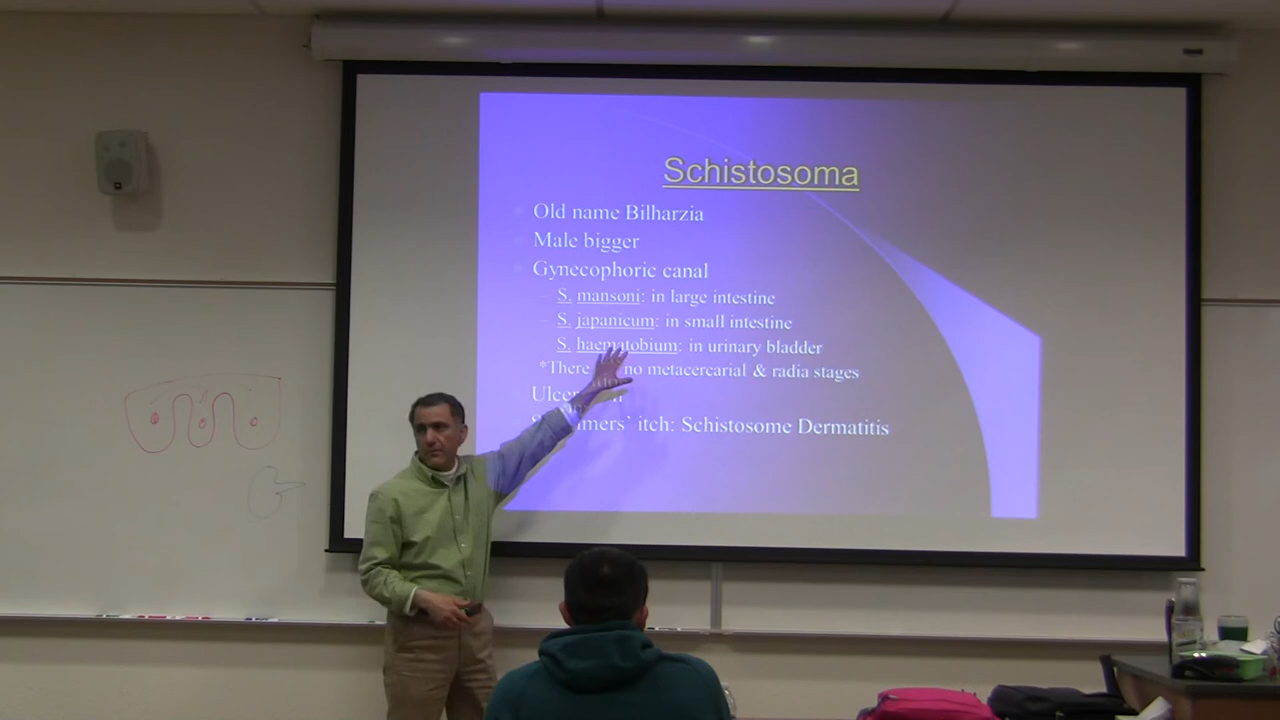 Schistosoma
Old name Bilharzia
Male bigger
Gynecophoric canal
S. mansoni: in large intestine
S. japanicum: in small intestine
S. haematobium: in urinary bladder
*There no metacercarial & radia stages
itch: Schistosome Dermatitis